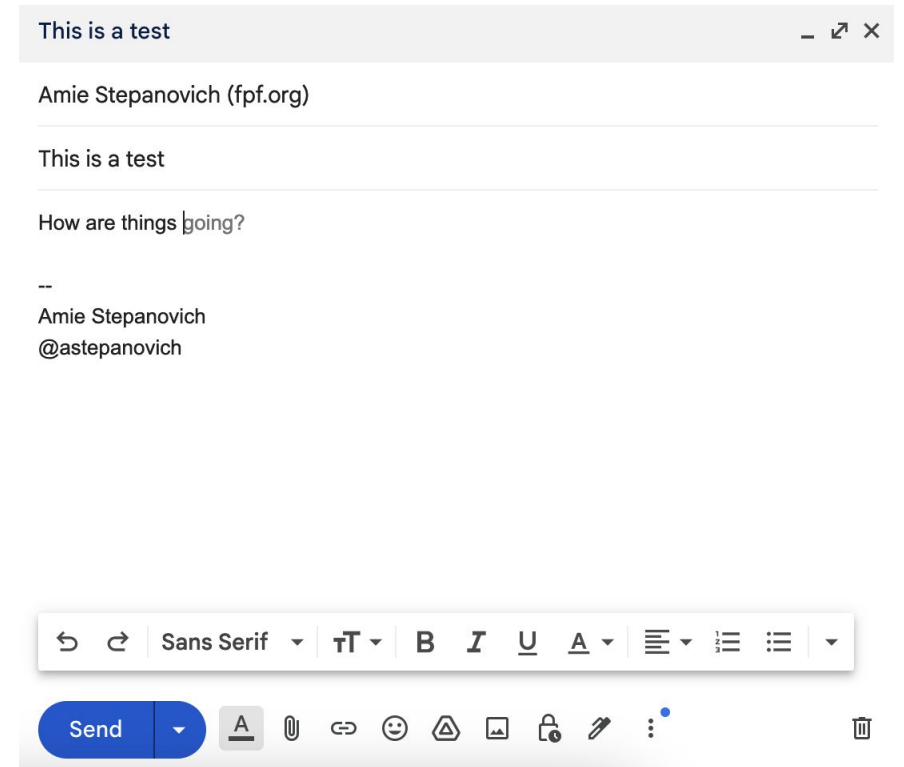 This is a test
Amie Stepanovich (fpf.org)
This is a test
How are things going?
--
Amie Stepanovich
@astepanovich
Sans Serif
Send